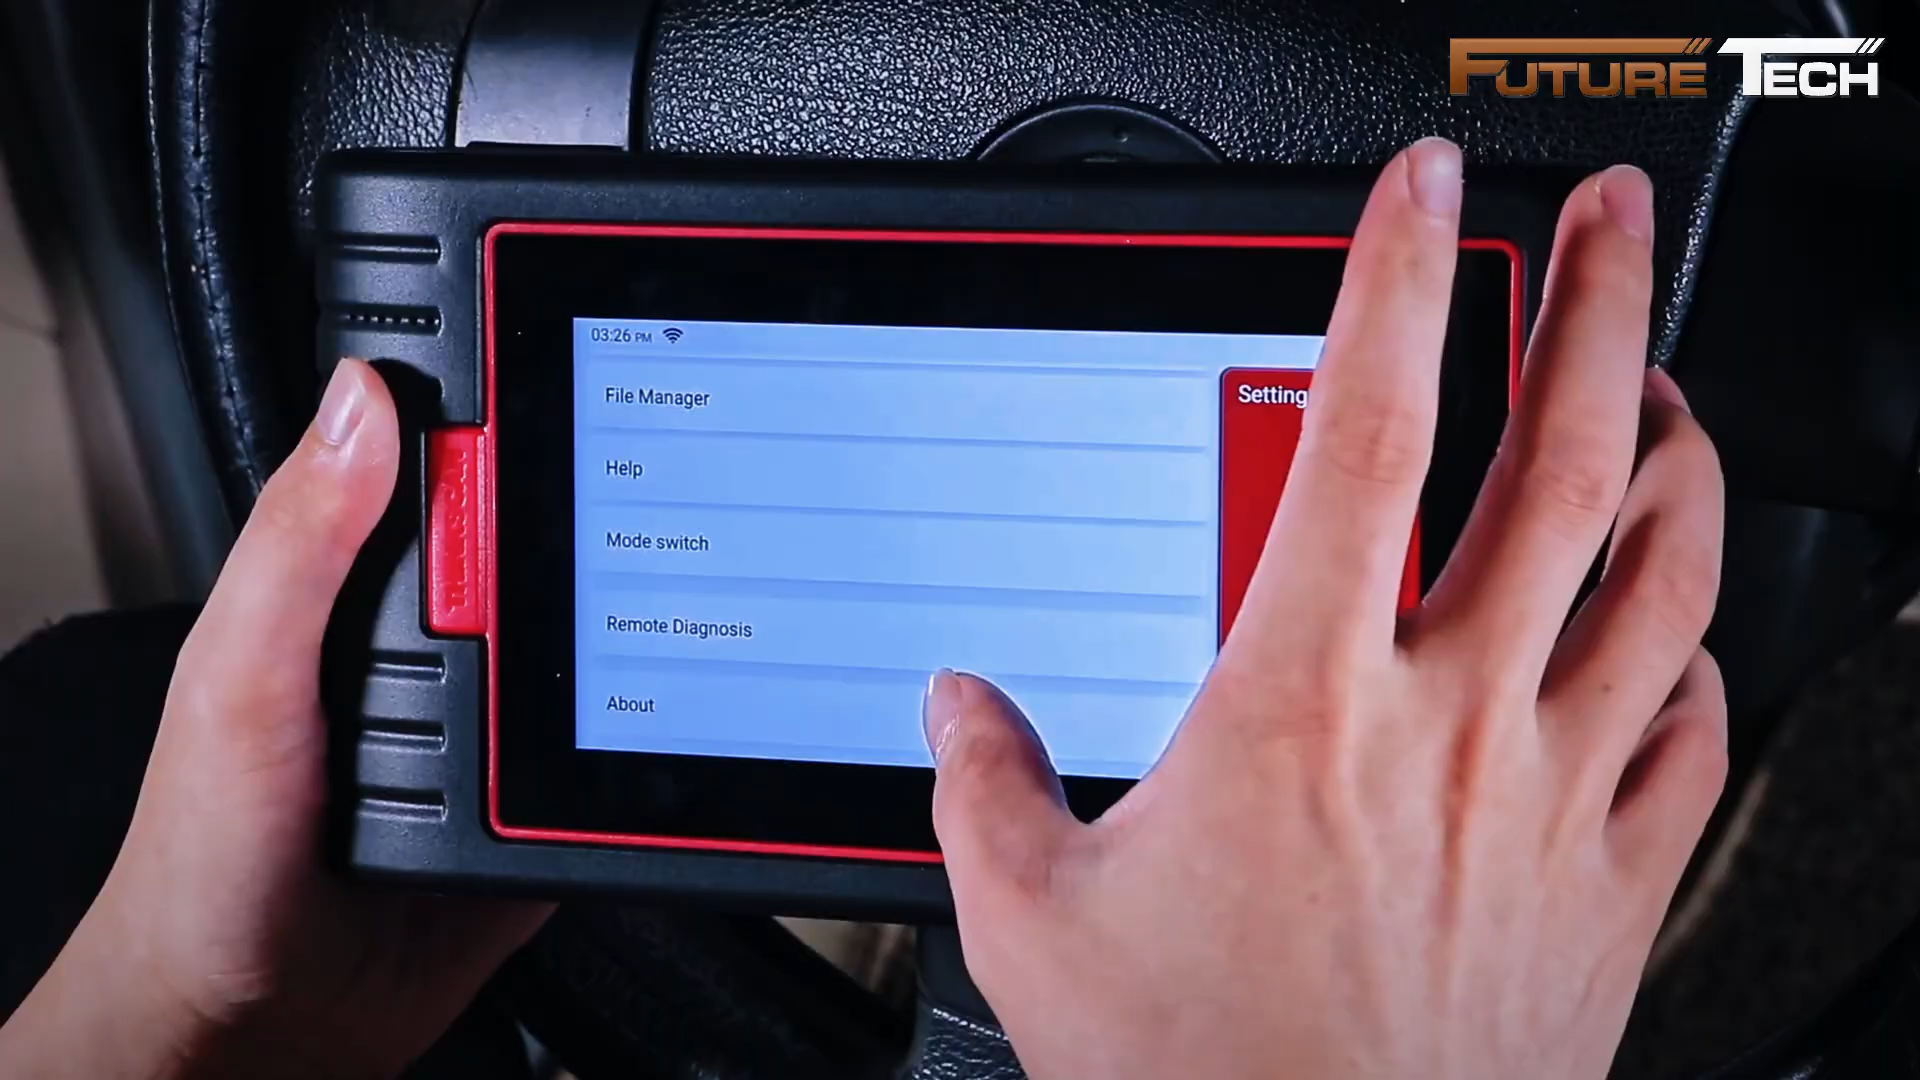 FUTURE TECH
03:26 PM
File Manager
Setting
Help
Mode switch
Remote Diagnosis
About